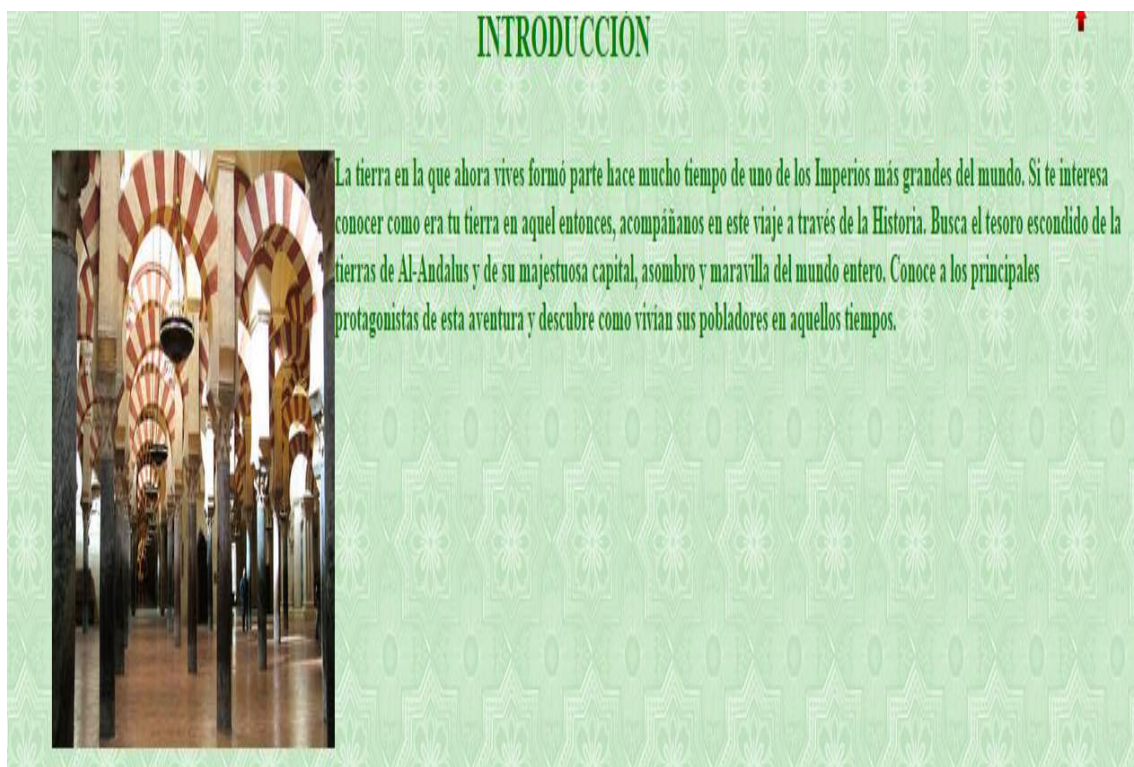 INTRODUCCIÓN
La tierra en la que ahora vives formó parte hace mucho tiempo de uno de los Imperios más grandes del mundo. Si te interesa
conocer como era tu tierra en aquel entonces, acompáñanos en este viaje a través de la Historia. Busca el tesoro escondido de la
tierras de Al-Andalus y de su majestuosa capital, asombro y maravilla del mundo entero. Conoce a los principales
protagonistas de esta aventura y descubre como vivían sus pobladores en aquellos tiempos.